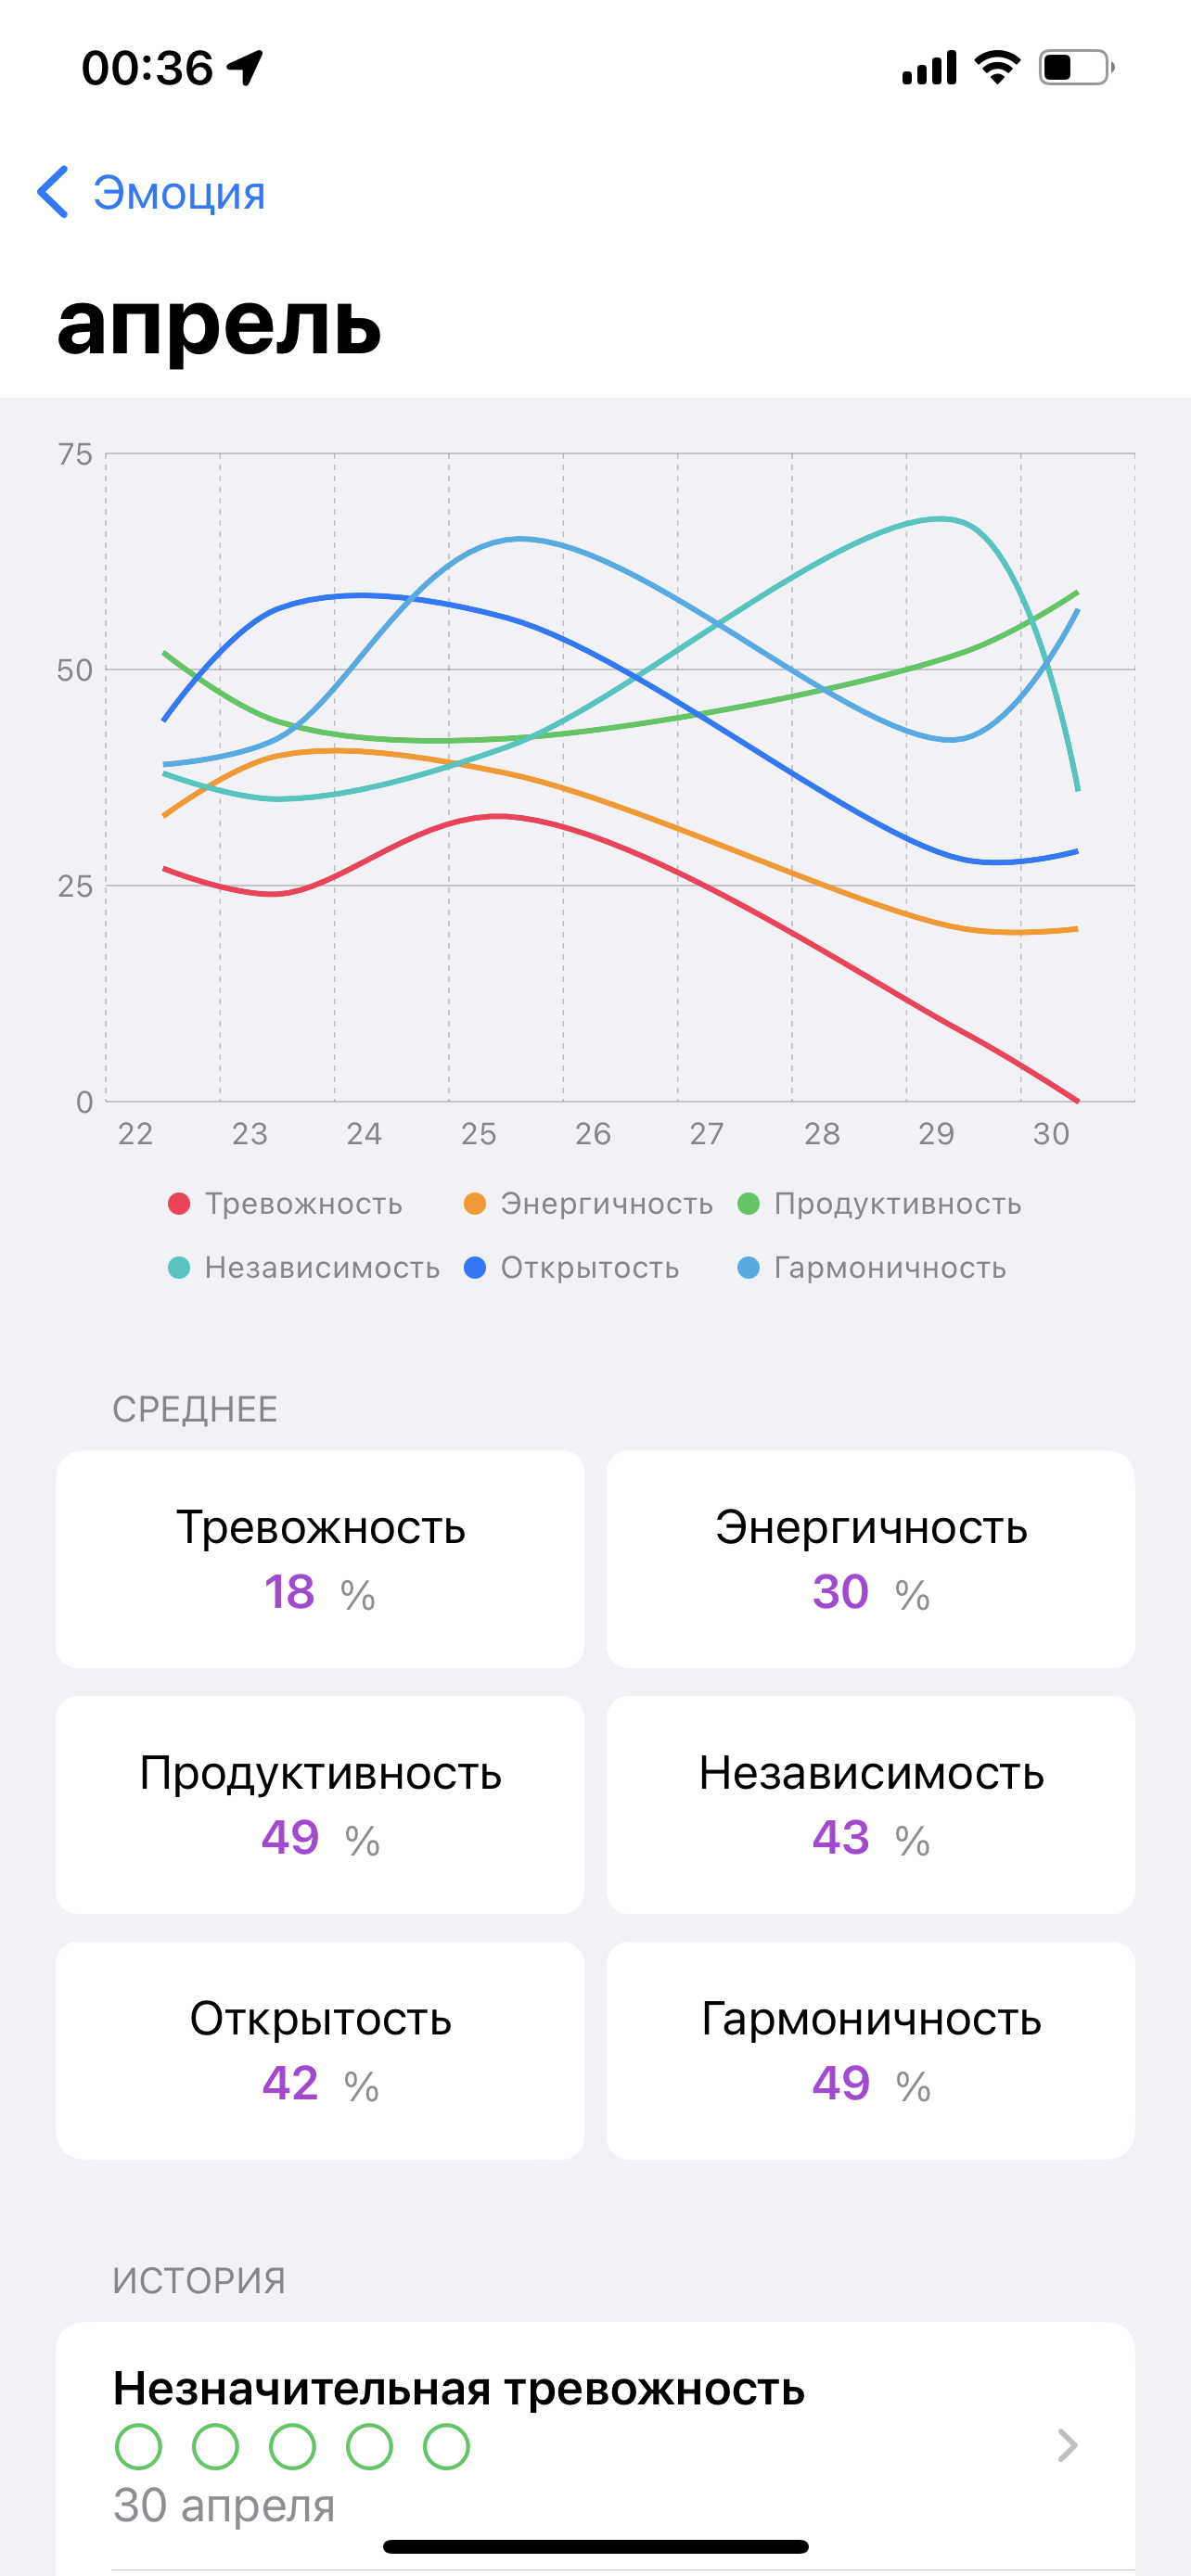 00:36
Эмоция
апрель
75
50
25
0
22 23 24 25 26 27 28 29 30
Тревожность Энергичность Продуктивность
Независимость Открытость Гармоничность
СРЕДНЕЕ
Тревожность Энергичность
18 % 30 %
Продуктивность Независимость
49 % 43 %
Открытость Гармоничность
42 % 49 %
ИСТОРИЯ
Незначительная тревожность
30 апреля